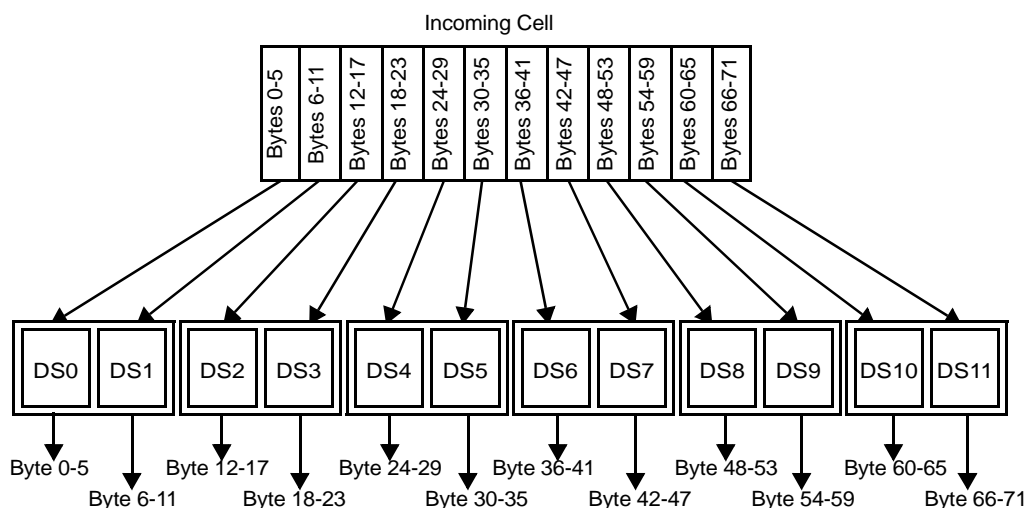 Incoming Cell
Bytes 0-5
Bytes 6-11
Bytes 12-17
Bytes 18-23
Bytes 24-29
Bytes 30-35
Bytes 36-41
Bytes 42-47
Bytes 48-53
Bytes 54-59
Bytes 60-65
Bytes 66-71
DS0
DS1
DS2
DS3
DS4
DS5
DS6
DS7
DS8
DS9
DS10
DS11
Byte 0-5
Byte 12-17
Byte 24-29
Byte 36-41
Byte 48-53
Byte 60-65
Byte 6-11
Byte 18-23
Byte 30-35
Byte 42-47
Byte 54-59
Byte 66-71